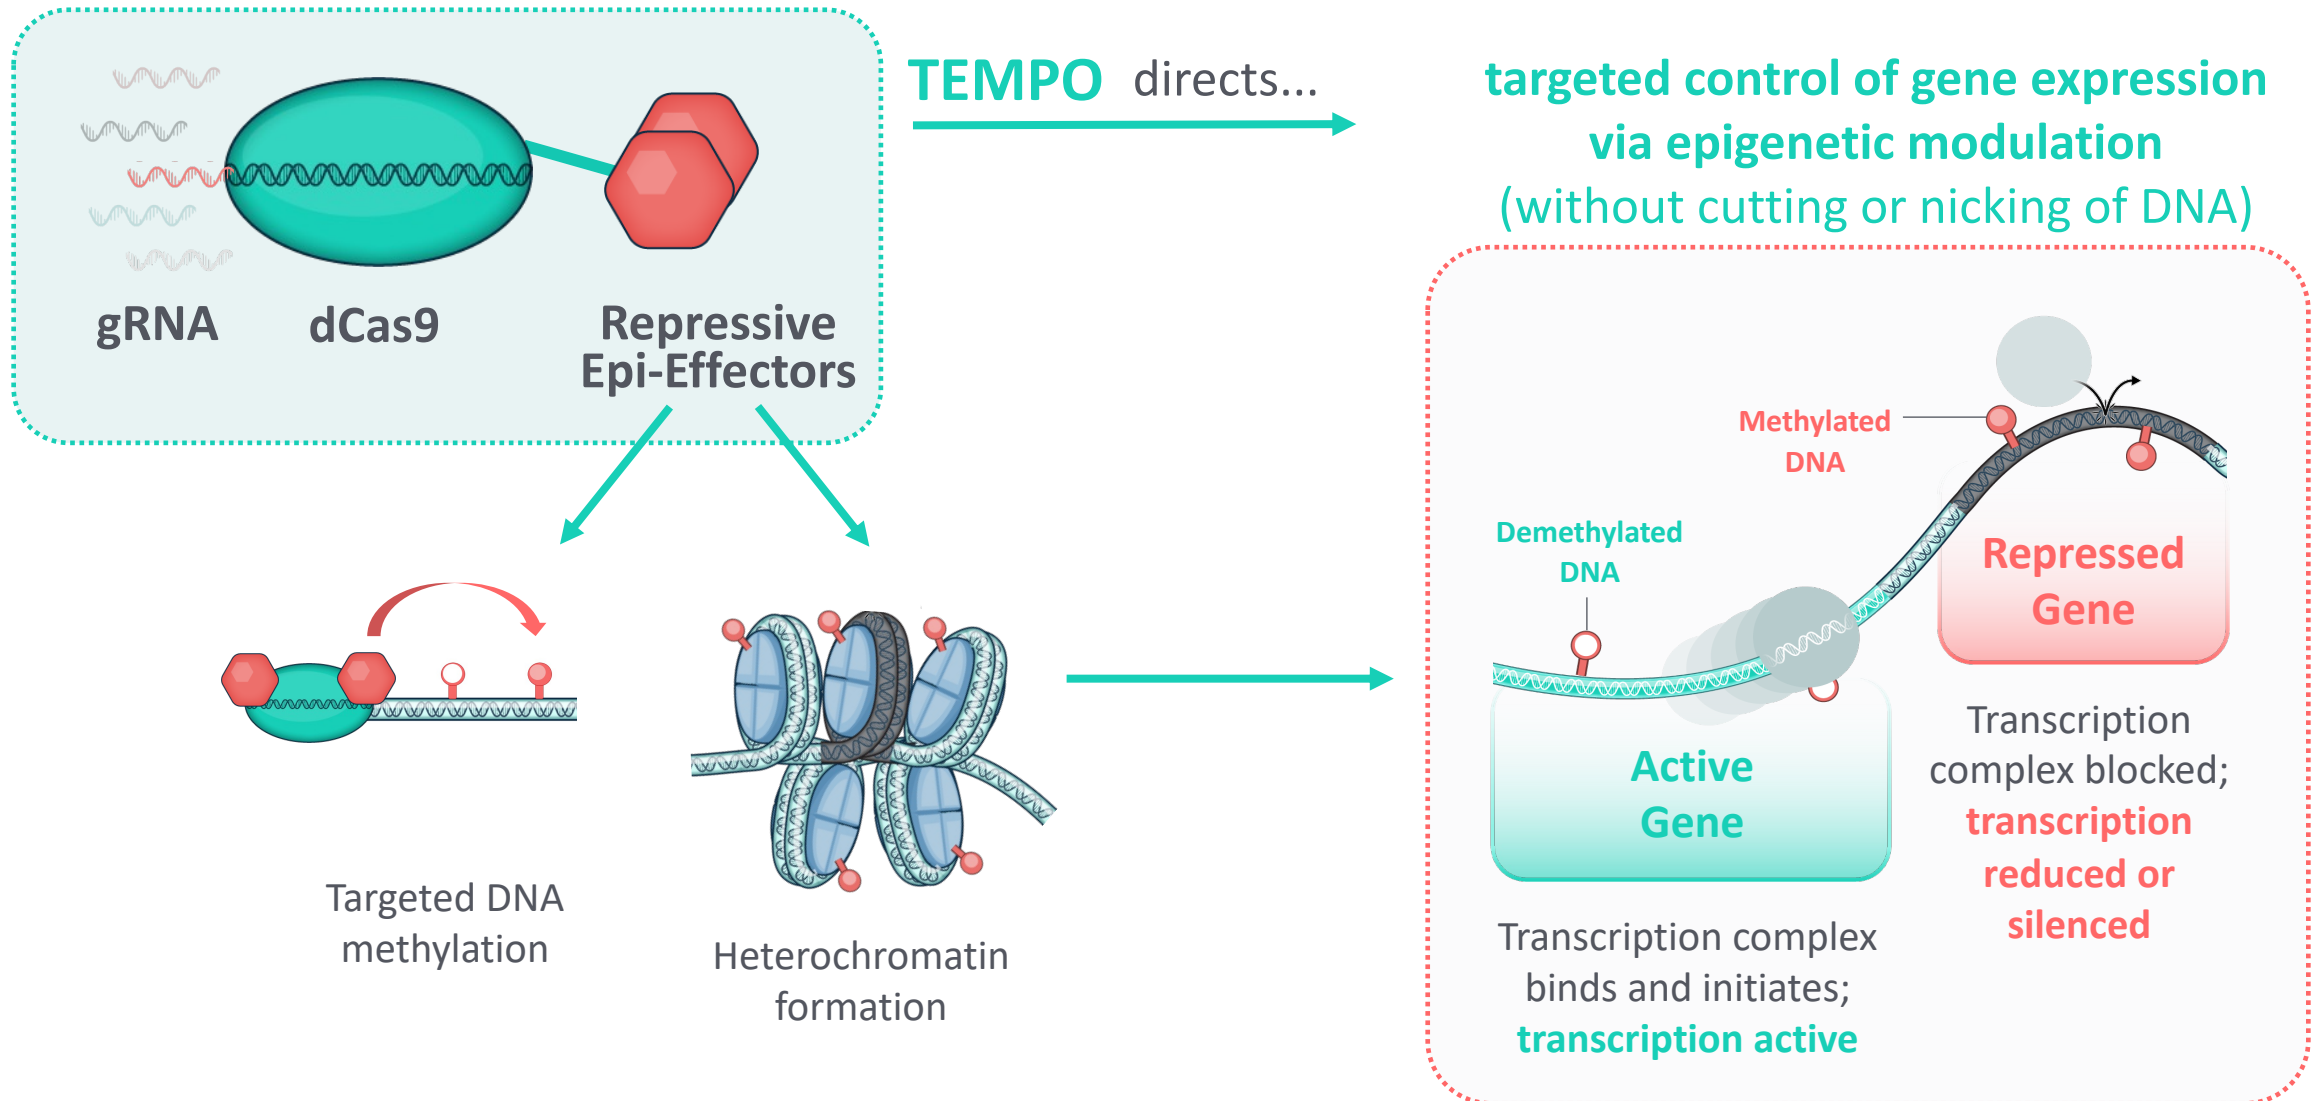 TEMPO directs...
targeted control of gene expression
via epigenetic modulation
(without cutting or nicking of DNA)
gRNA
dCas9
Repressive
Epi-Effectors
Targeted DNA
methylation
Heterochromatin
formation
Methylated
DNA
Demethylated
DNA
Repressed
Gene
Active
Gene
Transcription
complex blocked;
transcription
reduced or
silenced
Transcription complex
binds and initiates;
transcription active